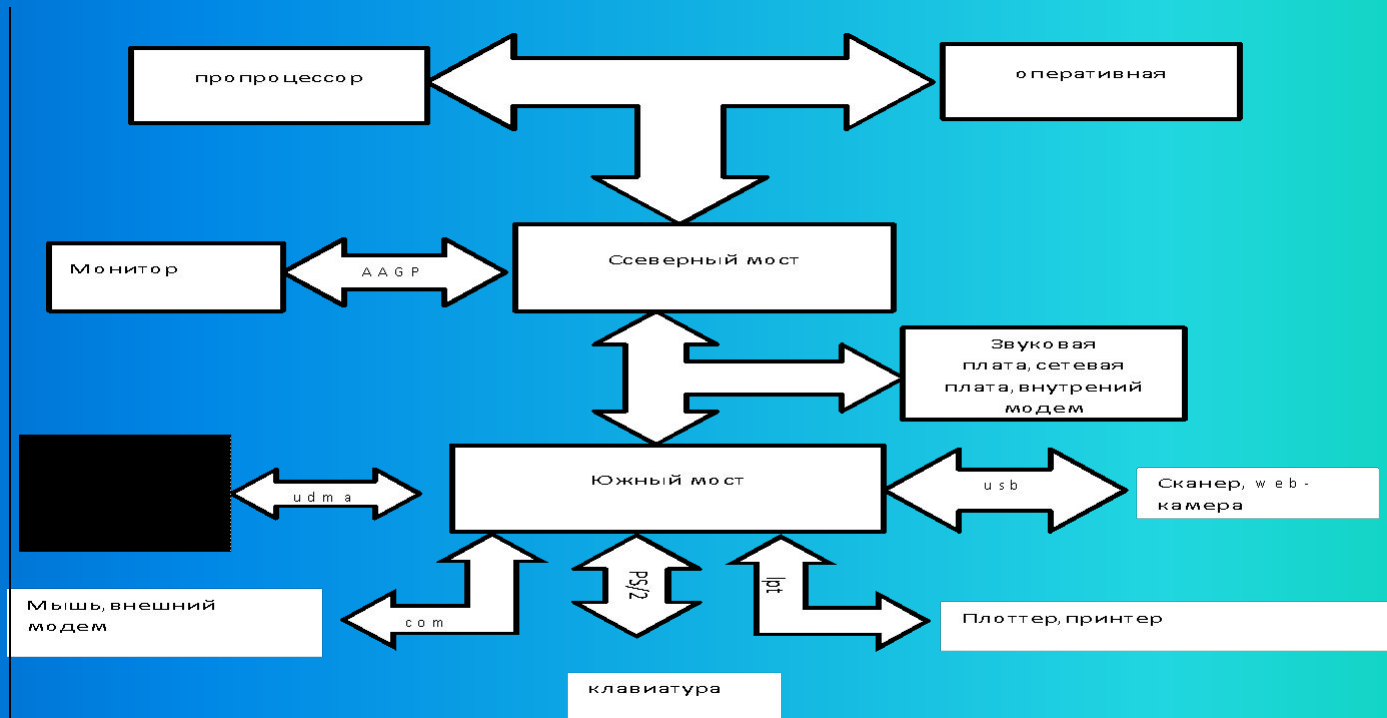 пропроцессор
оперативная
Монитор
AAGP
Ссеверный мост
Звуковая
плата, сетевая
плата, внутрений
модем
Южный мост
udma
usb
Сканер, web-
камера
Мышь, внешний
модем
com
PS/2
lpt
Плоттер, принтер
клавиатура